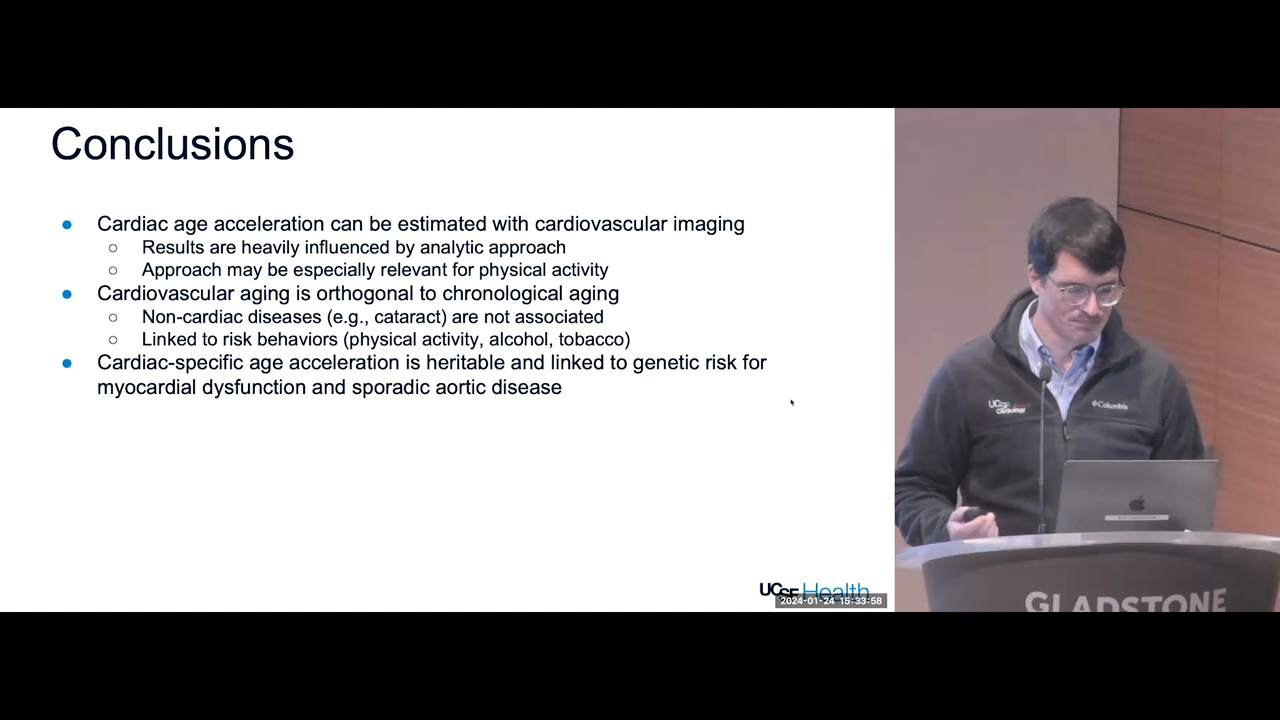 Conclusions
● Cardiac age acceleration can be estimated with cardiovascular imaging
○ Results are heavily influenced by analytic approach
○ Approach may be especially relevant for physical activity
● Cardiovascular aging is orthogonal to chronological aging
○ Non-cardiac diseases (e.g., cataract) are not associated
○ Linked to risk behaviors (physical activity, alcohol, tobacco)
● Cardiac-specific age acceleration is heritable and linked to genetic risk for
myocardial dysfunction and sporadic aortic disease
UCSF Health
2024-01-24 15:33:58
UCSF
Cardiology
Columbia
GLADSTONE